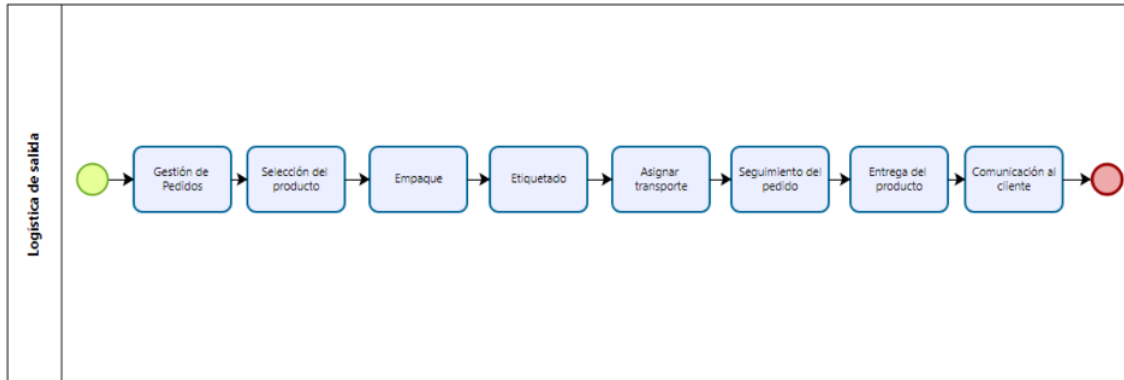 Logística de salida
Gestión de
Pedidos
Selección del
producto
Empaque
Etiquetado
Asignar
transporte
Seguimiento del
pedido
Entrega del
producto
Comunicación al
cliente